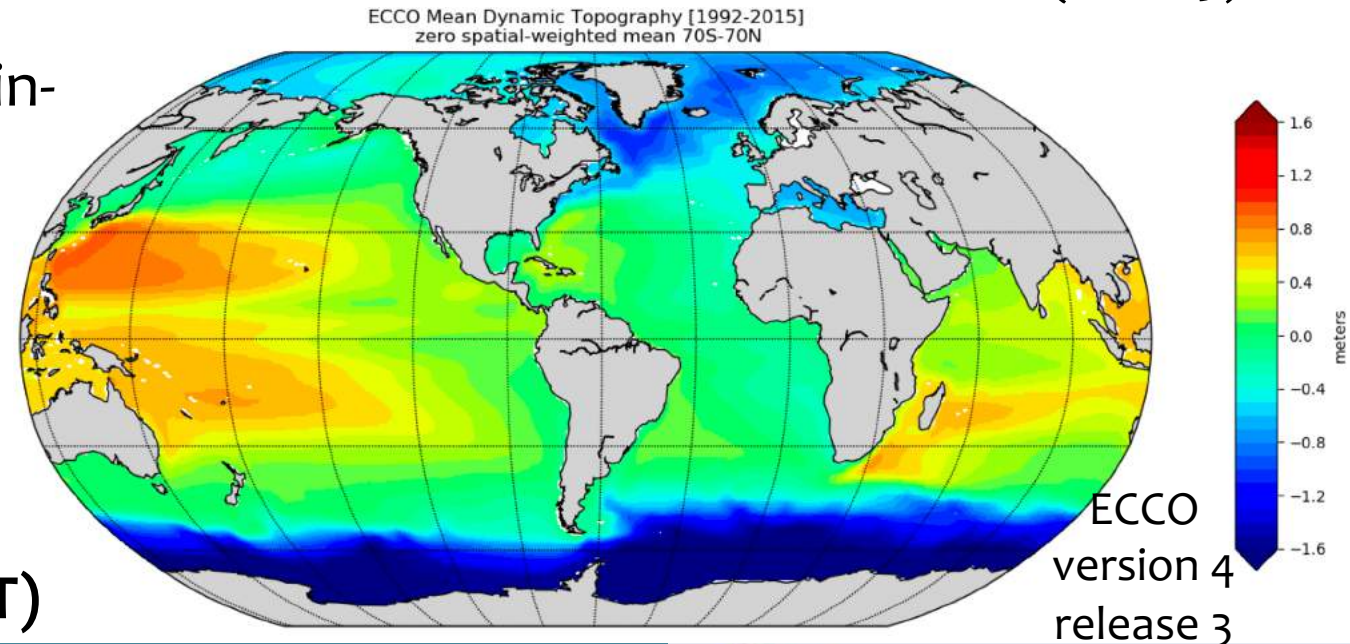 ECCO Mean Dynamic Topography [1992-2015]
zero spatial-weighted mean 70S-70N
in-
T)
1.6
1.2
0.8
0.4
0.0
−0.4
−0.8
−1.2
−1.6
meters
ECCO
version 4
release 3